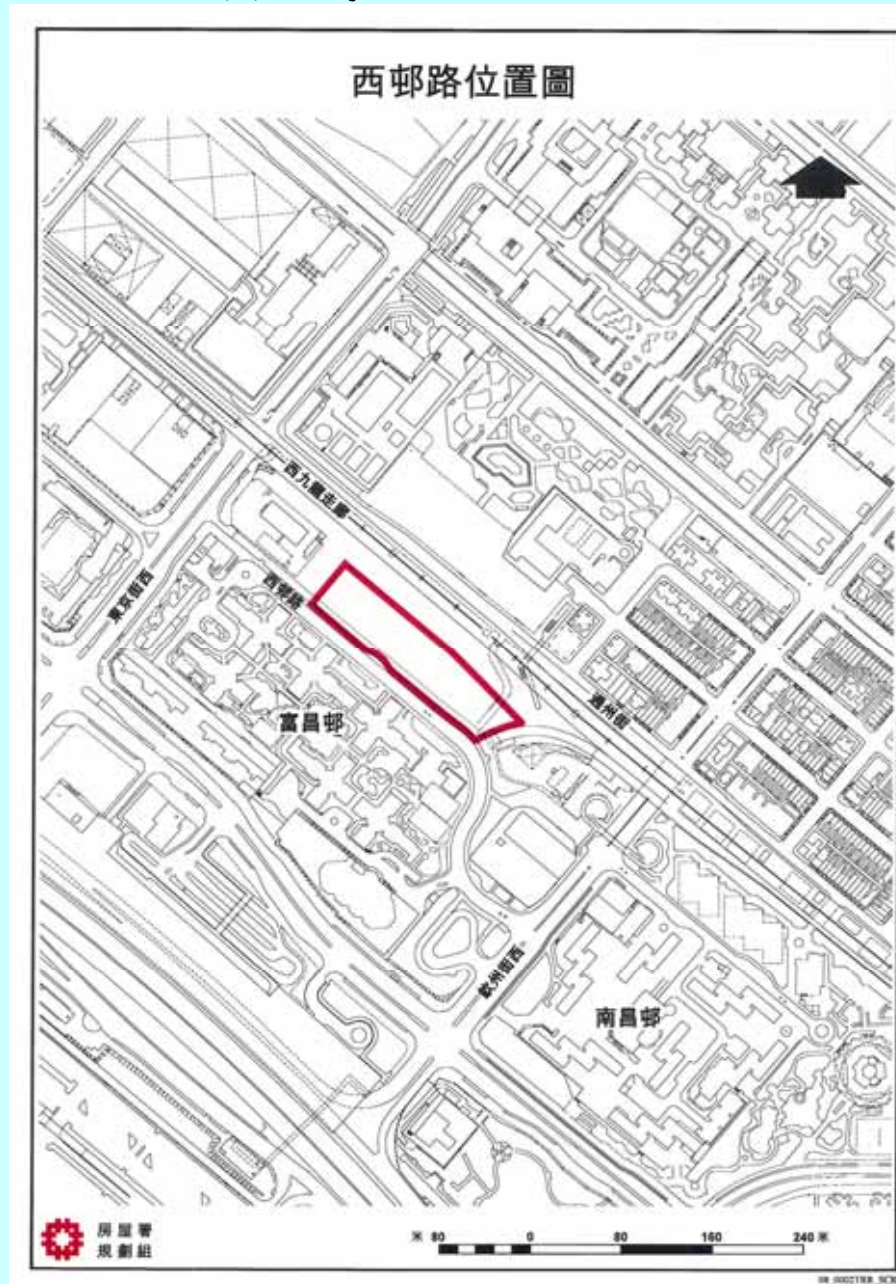 西邨路位置圖
西九龍走廊
西邨路
東京街西
富昌邨
通州街
欽州街西
南昌邨
房屋署
規劃組
米 80 0 80 160 240 米